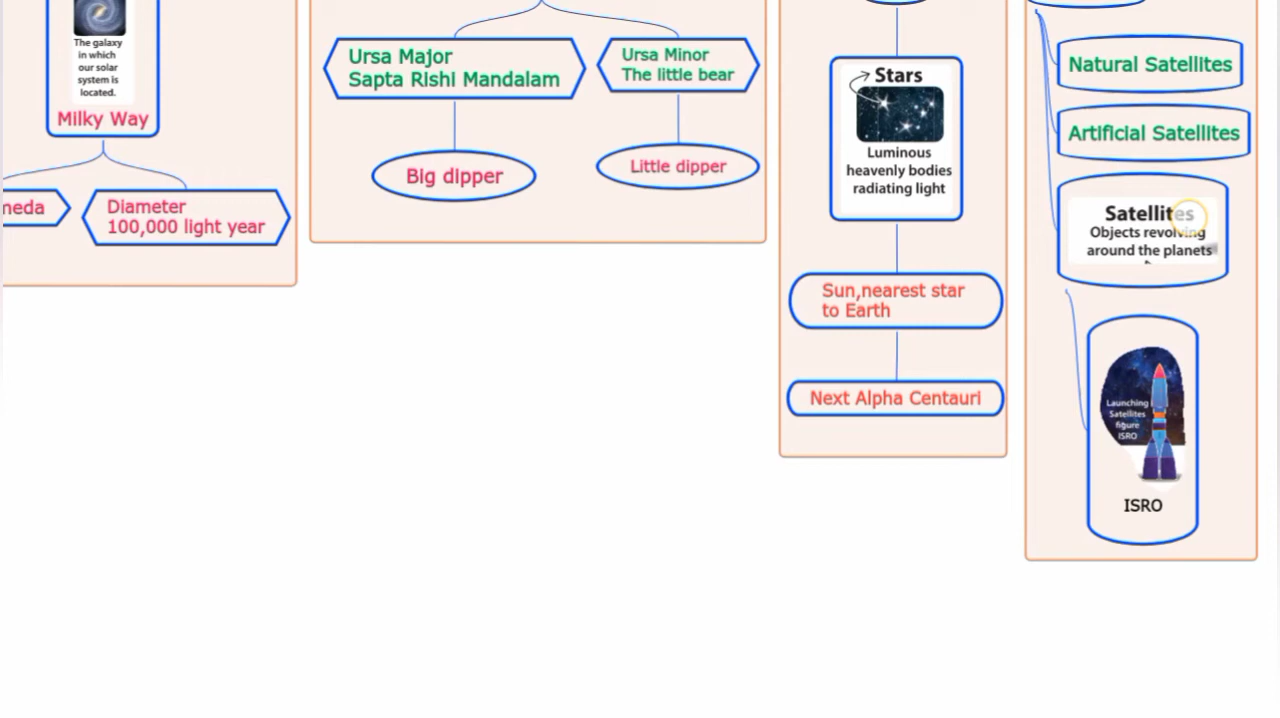 The galaxy
in which
our solar
system is
located.
Milky Way
meda
Diameter
100,000 light year
Ursa Major
Sapta Rishi Mandalam
Ursa Minor
The little bear
Big dipper
Little dipper
Stars
Luminous
heavenly bodies
radiating light
Sun,nearest star
to Earth
Next Alpha Centauri
Natural Satellites
Artificial Satellites
Satellites
Objects revolving
around the planets
Launching
Satellites
figure
ISRO
ISRO